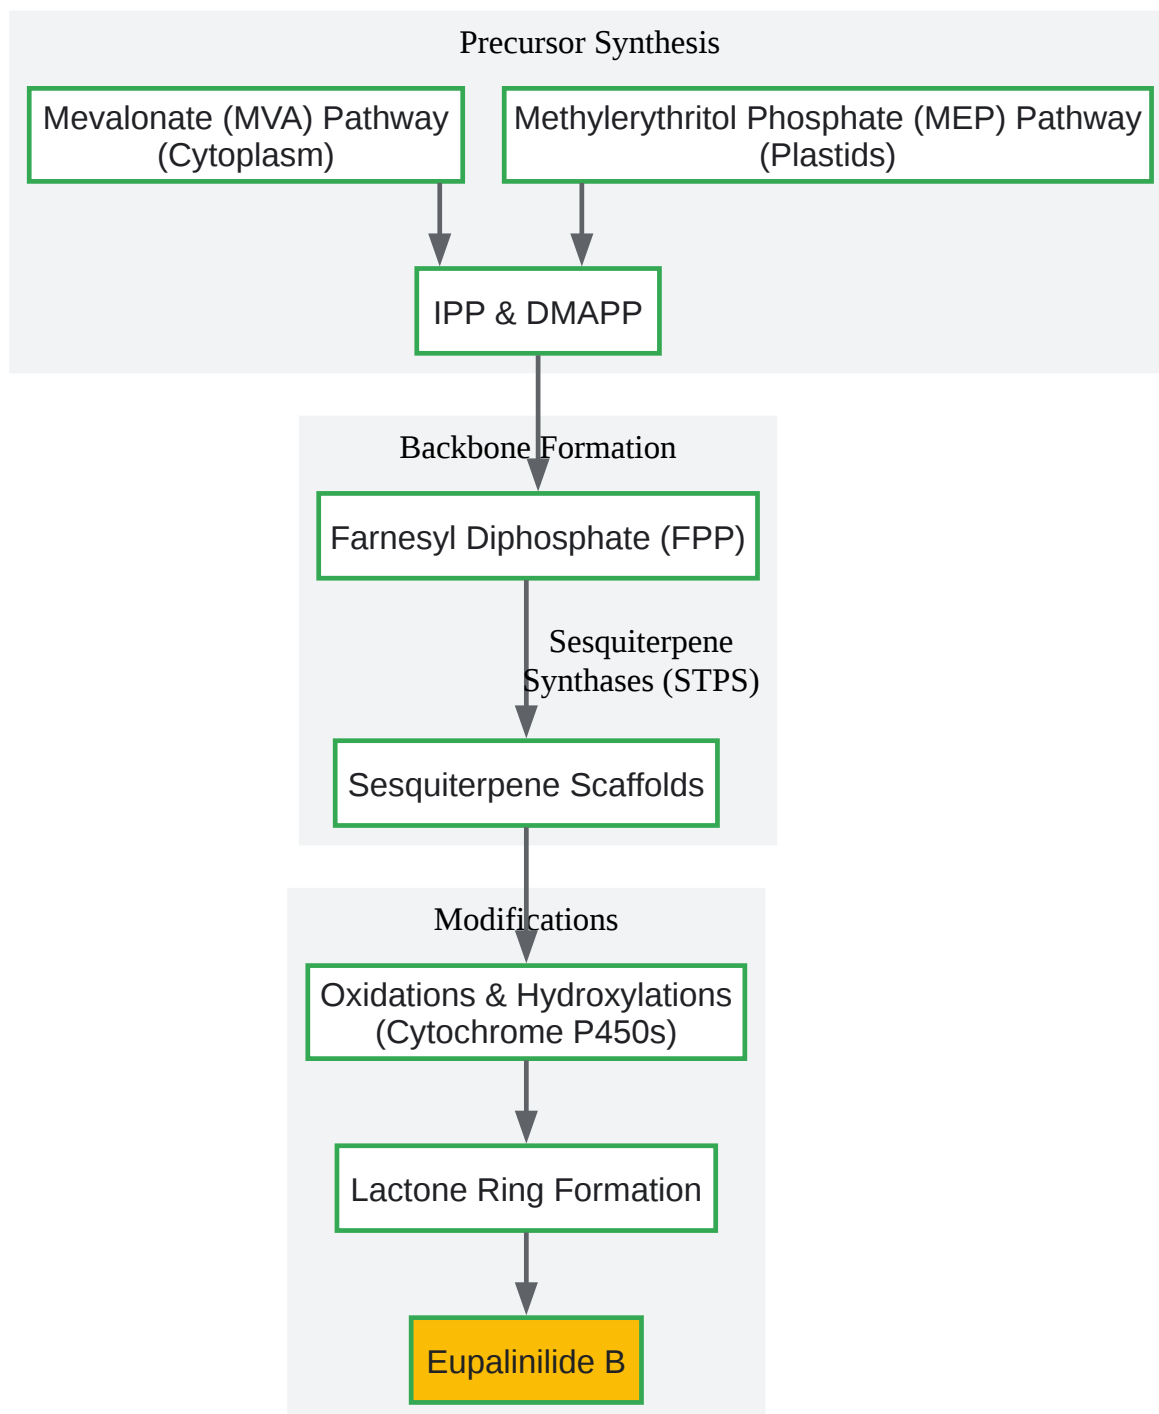 Precursor Synthesis
Mevalonate (MVA) Pathway
(Cytoplasm)
Methylerythritol Phosphate (MEP) Pathway
(Plastids)
IPP & DMAPP
Backbone Formation
Farnesyl Diphosphate (FPP)
Sesquiterpene
Synthases (STPS)
Sesquiterpene Scaffolds
Modifications
Oxidations & Hydroxylations
(Cytochrome P450s)
Lactone Ring Formation
Eupalinilide B